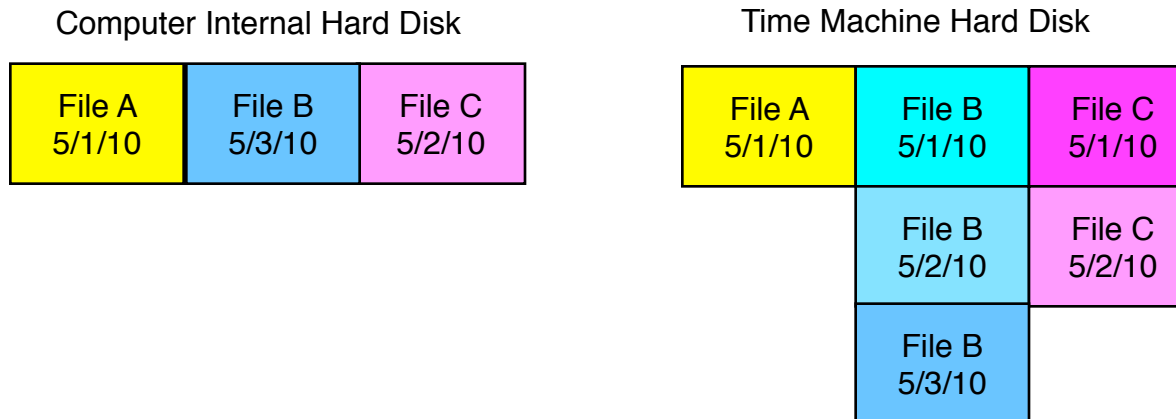 Computer Internal Hard Disk
File A
5/1/10
File B
5/3/10
File C
5/2/10
Time Machine Hard Disk
File A
5/1/10
File B
5/1/10
File C
5/1/10
File B
5/2/10
File C
5/2/10
File B
5/3/10